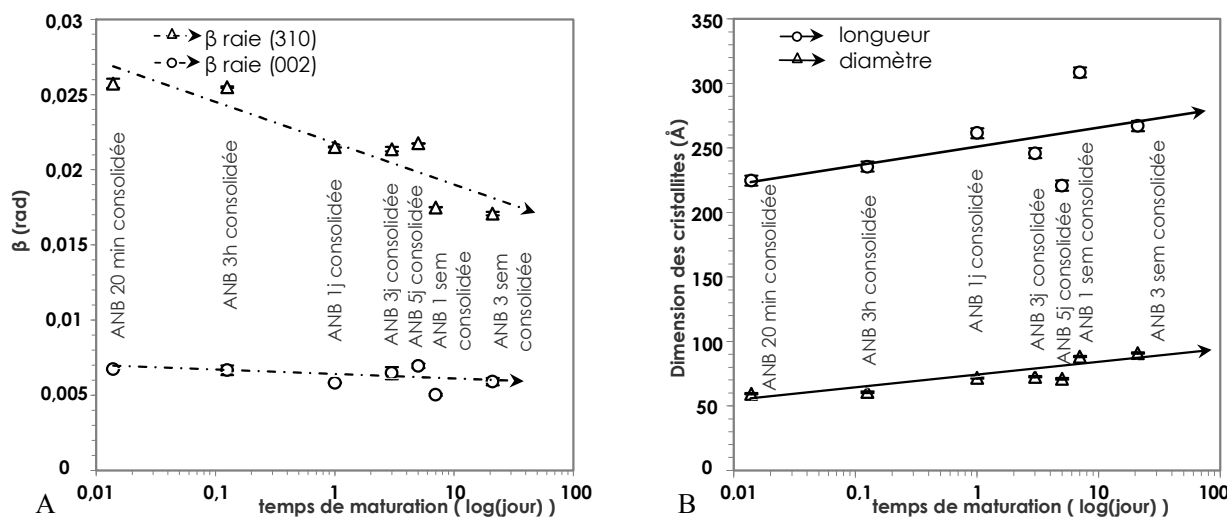 0,03
0,025
0,02
0,015
0,01
0,005
0
β (rad)
β raie (310)
β raie (002)
ANB 20 min consolidée
ANB 3h consolidée
ANB 1j consolidée
ANB 3j consolidée
ANB 5j consolidée
ANB 1 sem
consolidée
ANB 3 sem
consolidée
0,01
0,1
1
10
100
temps de maturation ( log(jour) )
A
350
300
250
200
150
100
50
0
Dimension des cristallites (Å)
longueur
diamètre
ANB 20 min consolidée
ANB 3h consolidée
ANB 1j consolidée
ANB 3j consolidée
ANB 5j consolidée
ANB 1 sem consolidée
ANB 3 sem consolidée
0,01
0,1
1
10
100
temps de maturation ( log(jour) )
B